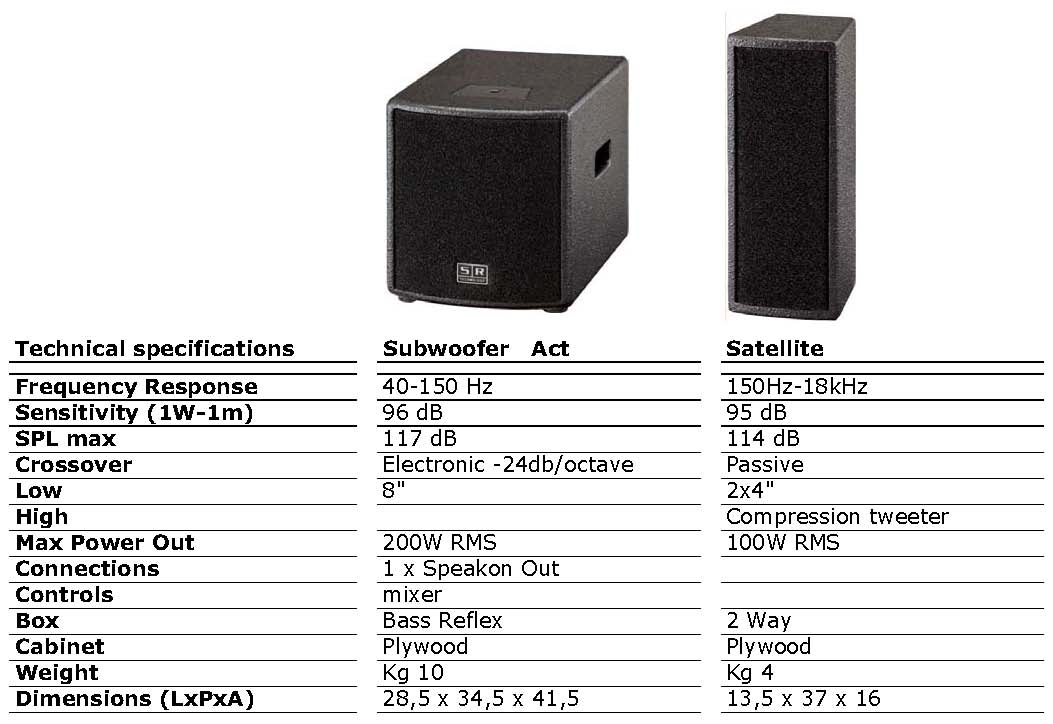 S R
Technical specifications Subwoofer Act Satellite
Frequency Response 40-150 Hz 150Hz-18kHz
Sensitivity (1W-1m) 96 dB 95 dB
SPL max 117 dB 114 dB
Crossover Electronic -24db/octave Passive
Low 8" 2x4"
High Compression tweeter
Max Power Out 200W RMS 100W RMS
Connections 1 x Speakon Out
Controls mixer
Box Bass Reflex 2 Way
Cabinet Plywood Plywood
Weight Kg 10 Kg 4
Dimensions (LxPxA) 28,5 x 34,5 x 41,5 13,5 x 37 x 16